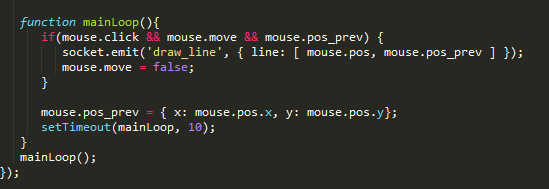 function mainLoop(){
if(mouse.click && mouse.move && mouse.pos_prev) {
socket.emit('draw_line', { line: [ mouse.pos, mouse.pos_prev ] });
mouse.move = false;
}
mouse.pos_prev = { x: mouse.pos.x, y: mouse.pos.y};
setTimeout(mainLoop, 10);
}
mainLoop();
});